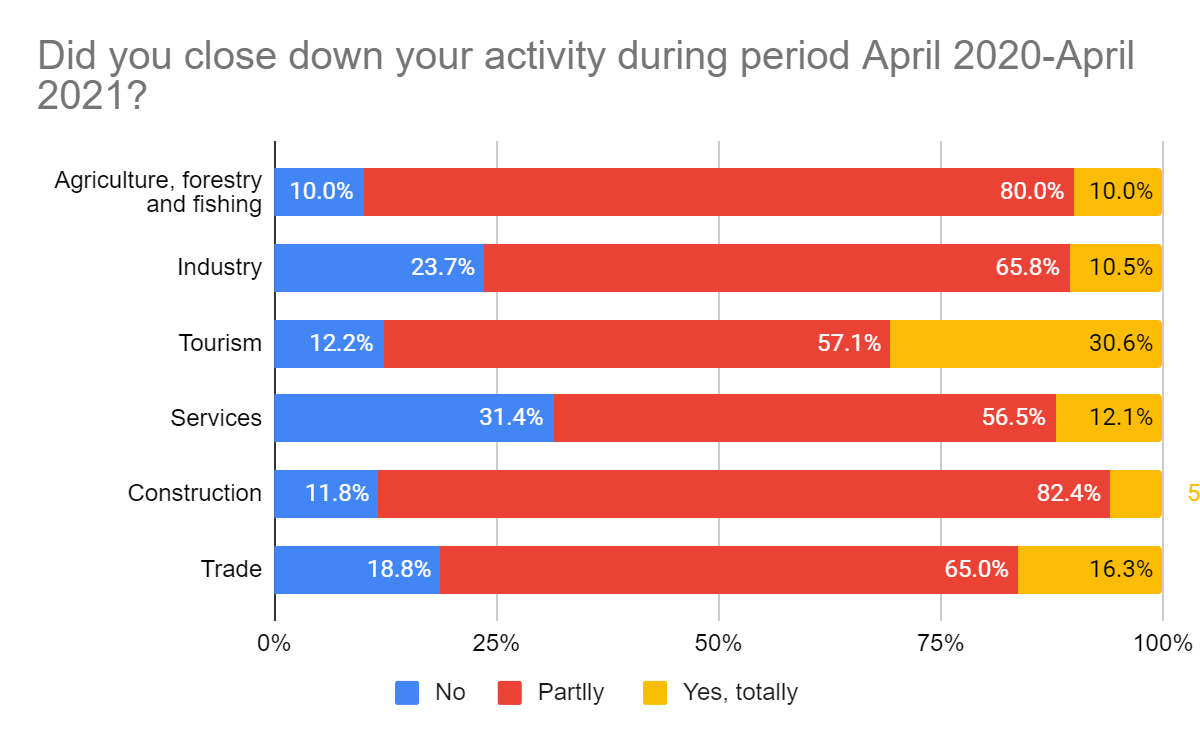 Did you close down your activity during period April 2020-April
2021?
Agriculture, forestry
and fishing
10.0% 80.0% 10.0%
Industry 23.7% 65.8% 10.5%
Tourism 12.2% 57.1% 30.6%
Services 31.4% 56.5% 12.1%
Construction 11.8% 82.4% 5
Trade 18.8% 65.0% 16.3%
0% 25% 50% 75% 100%
No Partlly Yes, totally